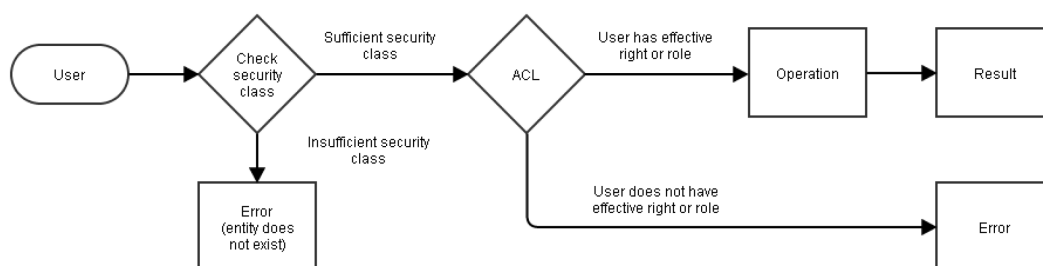 User
Check
security
class
Sufficient security
class
ACL
User has effective
right or role
Operation
Result
Insufficient security
class
Error
(entity does
not exist)
User does not have
effective right or role
Error